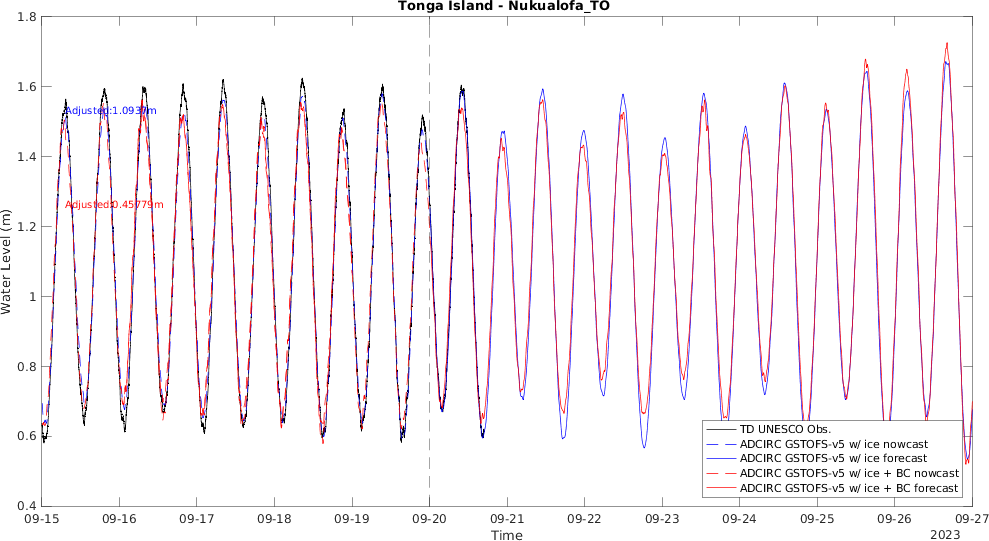 Tonga Island - Nukualofa_TO
1.8
1.6
1.4
1.2
1
0.8
0.6
0.4
Water Level (m)
Adjusted:1.0937m
Adjusted:0.45779m
TD UNESCO Obs.
ADCIRC GSTOFS-v5 w/ ice nowcast
ADCIRC GSTOFS-v5 w/ ice forecast
ADCIRC GSTOFS-v5 w/ ice + BC nowcast
ADCIRC GSTOFS-v5 w/ ice + BC forecast
09-15 09-16 09-17 09-18 09-19 09-20 09-21 09-22 09-23 09-24 09-25 09-26 09-27
Time
2023